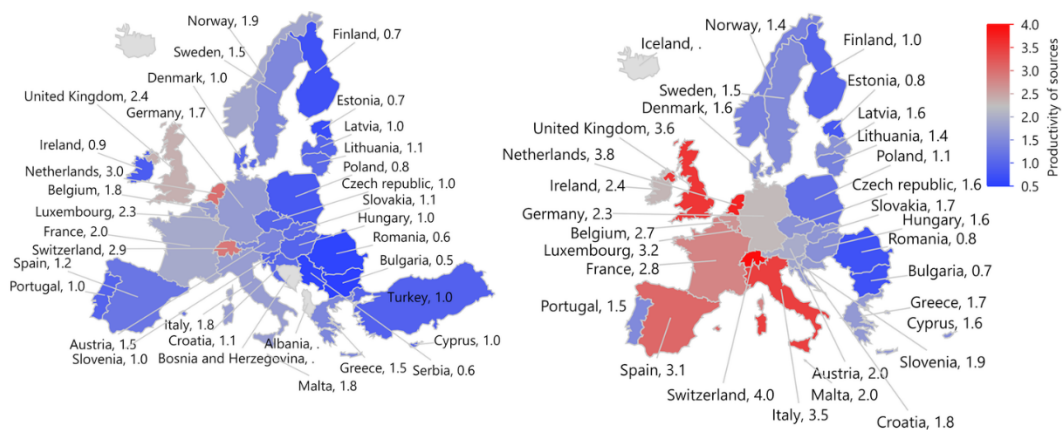 Norway, 1.9
Finland, 0.7
Sweden, 1.5
Denmark, 1.0
United Kingdom, 2.4
Germany, 1.7
Estonia, 0.7
Latvia, 1.0
Ireland, 0.9
Lithuania, 1.1
Netherlands, 3.0
Poland, 0.8
Belgium, 1.8
Czech republic, 1.0
Luxembourg, 2.3
Slovakia, 1.1
France, 2.0
Hungary, 1.0
Switzerland, 2.9
Romania, 0.6
Spain, 1.2
Bulgaria, 0.5
Portugal, 1.0
Turkey, 1.0
Italy, 1.8
Austria, 1.5
Croatia, 1.1
Albania, .
Cyprus, 1.0
Slovenia, 1.0
Bosnia and Herzegovina, .
Greece, 1.5
Serbia, 0.6
Malta, 1.8
Norway, 1.4
Iceland, .
Finland, 1.0
Sweden, 1.5
Estonia, 0.8
Denmark, 1.6
Latvia, 1.6
United Kingdom, 3.6
Lithuania, 1.4
Netherlands, 3.8
Poland, 1.1
Ireland, 2.4
Czech republic, 1.6
Germany, 2.3
Slovakia, 1.7
Belgium, 2.7
Hungary, 1.6
Luxembourg, 3.2
Romania, 0.8
France, 2.8
Bulgaria, 0.7
Portugal, 1.5
Greece, 1.7
Cyprus, 1.6
Slovenia, 1.9
Spain, 3.1
Austria, 2.0
Switzerland, 4.0
Malta, 2.0
Italy, 3.5
Croatia, 1.8
4.0
3.5
3.0
2.5
2.0
1.5
1.0
0.5
Productivity of sources